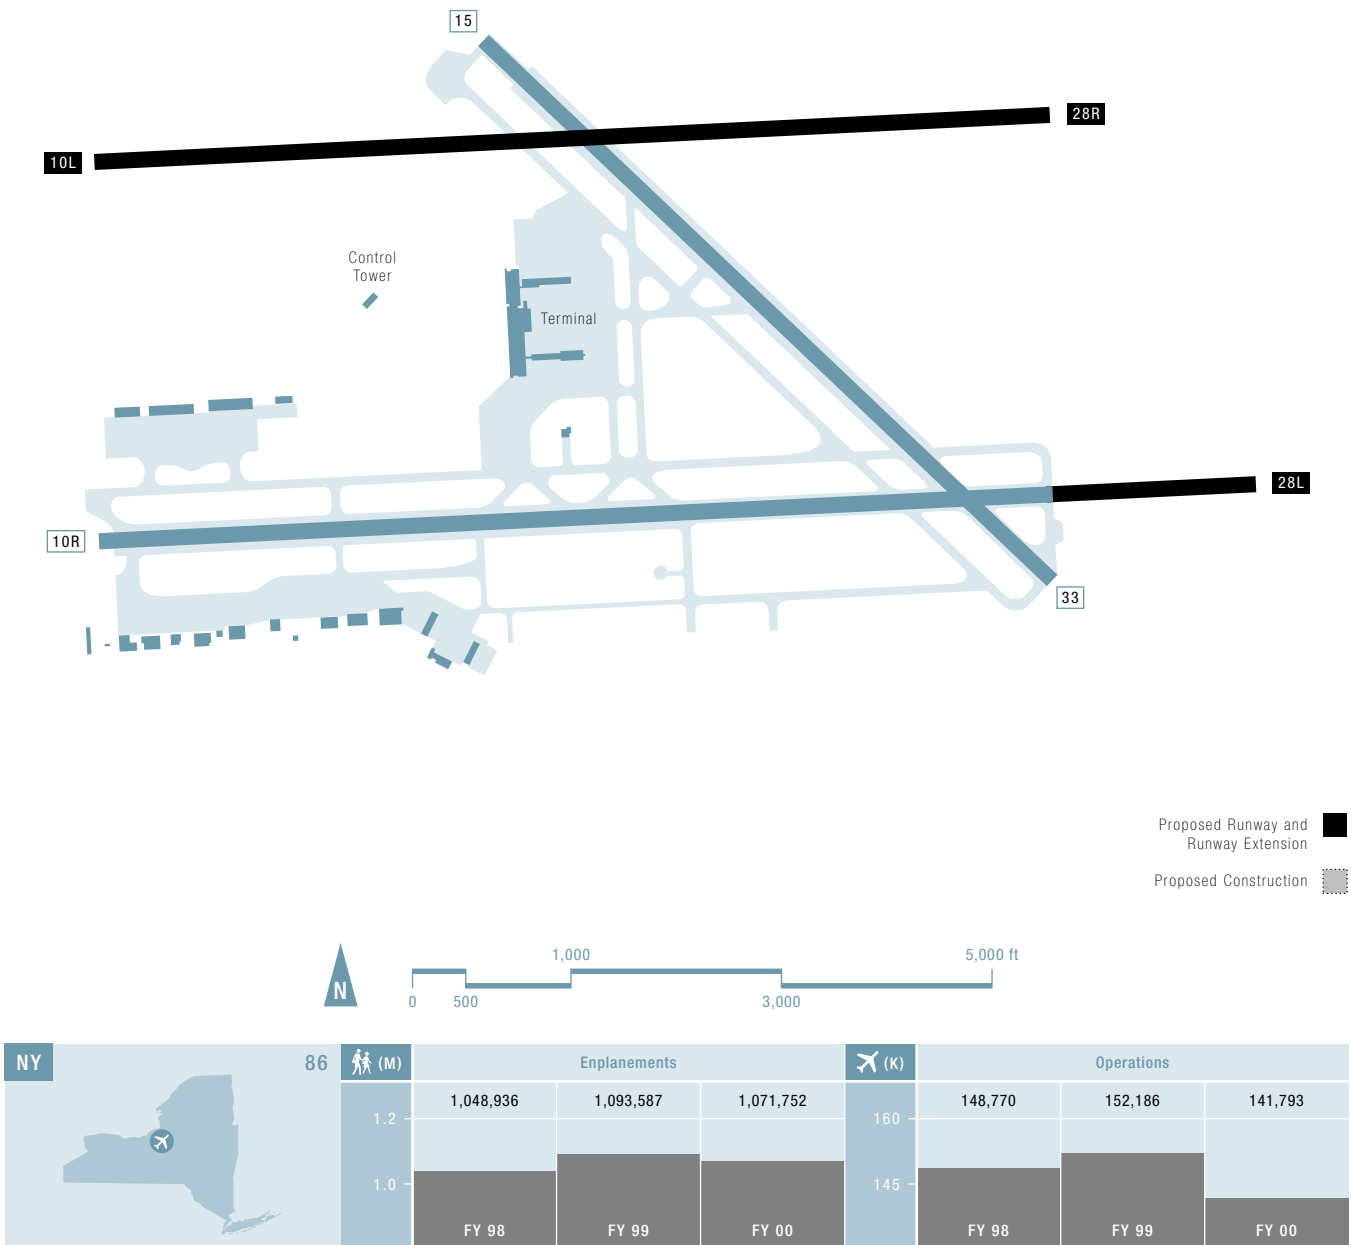 15
28R
10L
Control
Tower
Terminal
28L
10R
33
Proposed Runway and
Runway Extension
Proposed Construction
1,000
5,000 ft
N
0
500
3,000
NY
86
(M)
Enplanements
(K)
Operations
1,048,936
1,093,587
1,071,752
148,770
152,186
141,793
1.2
160
1.0
145
FY 98
FY 99
FY 00
FY 98
FY 99
FY 00